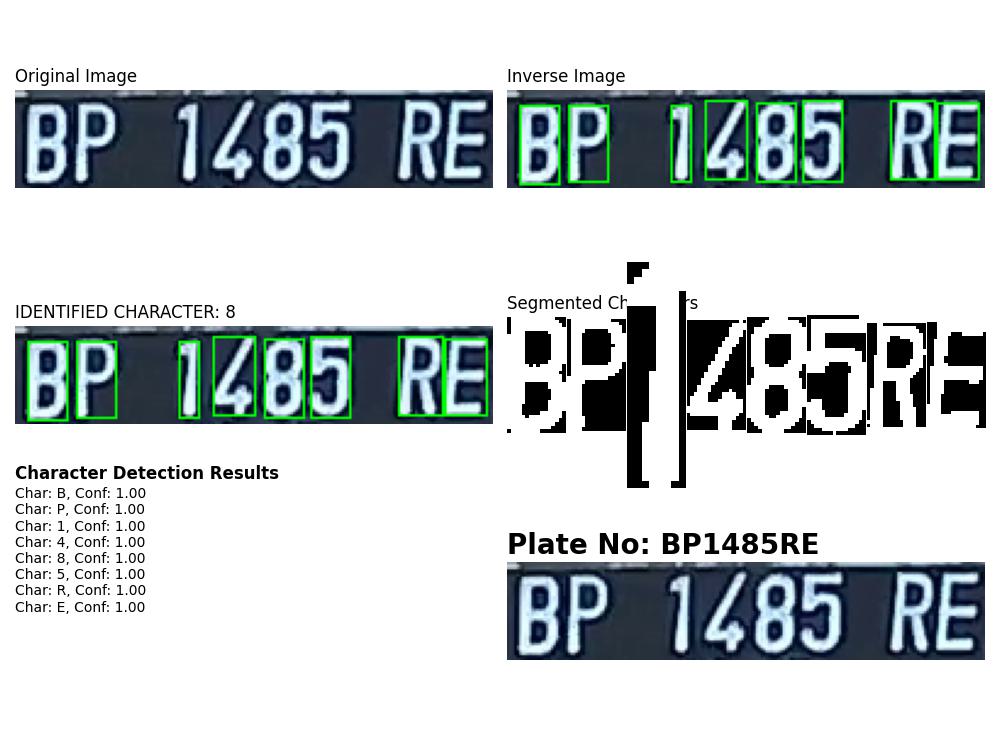 Original Image
BP 1485 RE
Inverse Image
BP 1485 RE
IDENTIFIED CHARACTER: 8
BP 1485 RE
Segmented Ch rs
BP1485RE
Character Detection Results
Char: B, Conf: 1.00
Char: P, Conf: 1.00
Char: 1, Conf: 1.00
Char: 4, Conf: 1.00
Char: 8, Conf: 1.00
Char: 5, Conf: 1.00
Char: R, Conf: 1.00
Char: E, Conf: 1.00
Plate No: BP1485RE
BP 1485 RE